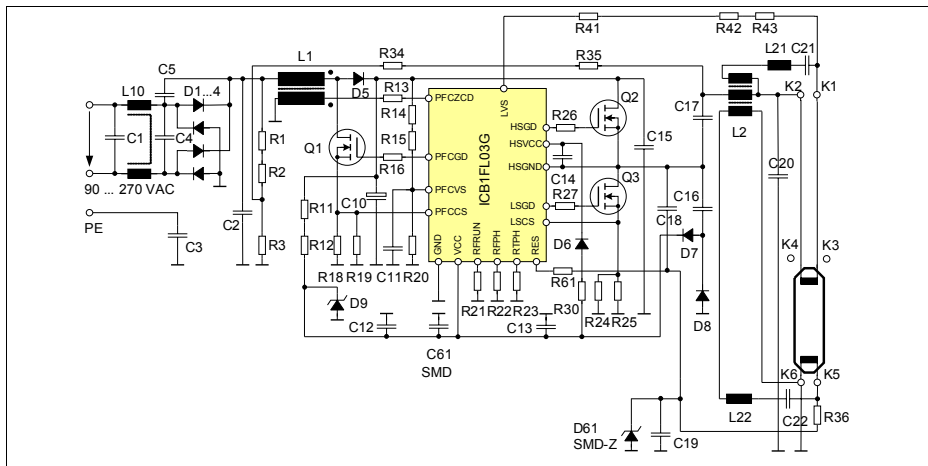 R41
R42 R43
L1
R34
R35
L21 C21
C5
D5
R13
L10
D1...4
PFCZCD
LVS
Q2
K2
K1
R14
HSGD
R26
C17
R1
R15
HSVCC
C15
L2
C1
C4
Q1
PFCGD
HSGND
R2
R16
ICB1FL03G
C14
Q3
C20
90 ... 270 VAC
PFCVS
LSGD
R27
C16
R11
C10
PFCCS
LSCS
C18
PE
C2
D6
D7
K4
K3
C3
R3
R12
GND
VCC
RFRUN
RFPH
RTPH
RES
R18
R19
C11
R20
R61
D9
R21
R22
R23
R30
R24
R25
D8
C12
C13
C61
SMD
K6
K5
L22
C22
R36
D61
SMD-Z
C19